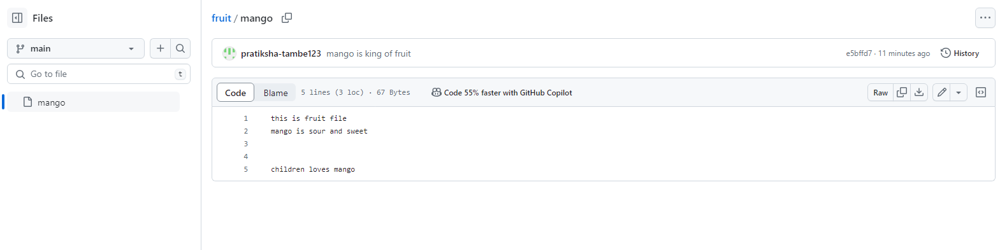 Files
main
Go to file
t
mango
fruit / mango
pratiksha-tambe123 mango is king of fruit
e5bffd7 · 11 minutes ago
History
Code Blame 5 lines (3 loc) · 67 Bytes Code 55% faster with GitHub Copilot
Raw
1 this is fruit file
2 mango is sour and sweet
3
4
5 children loves mango